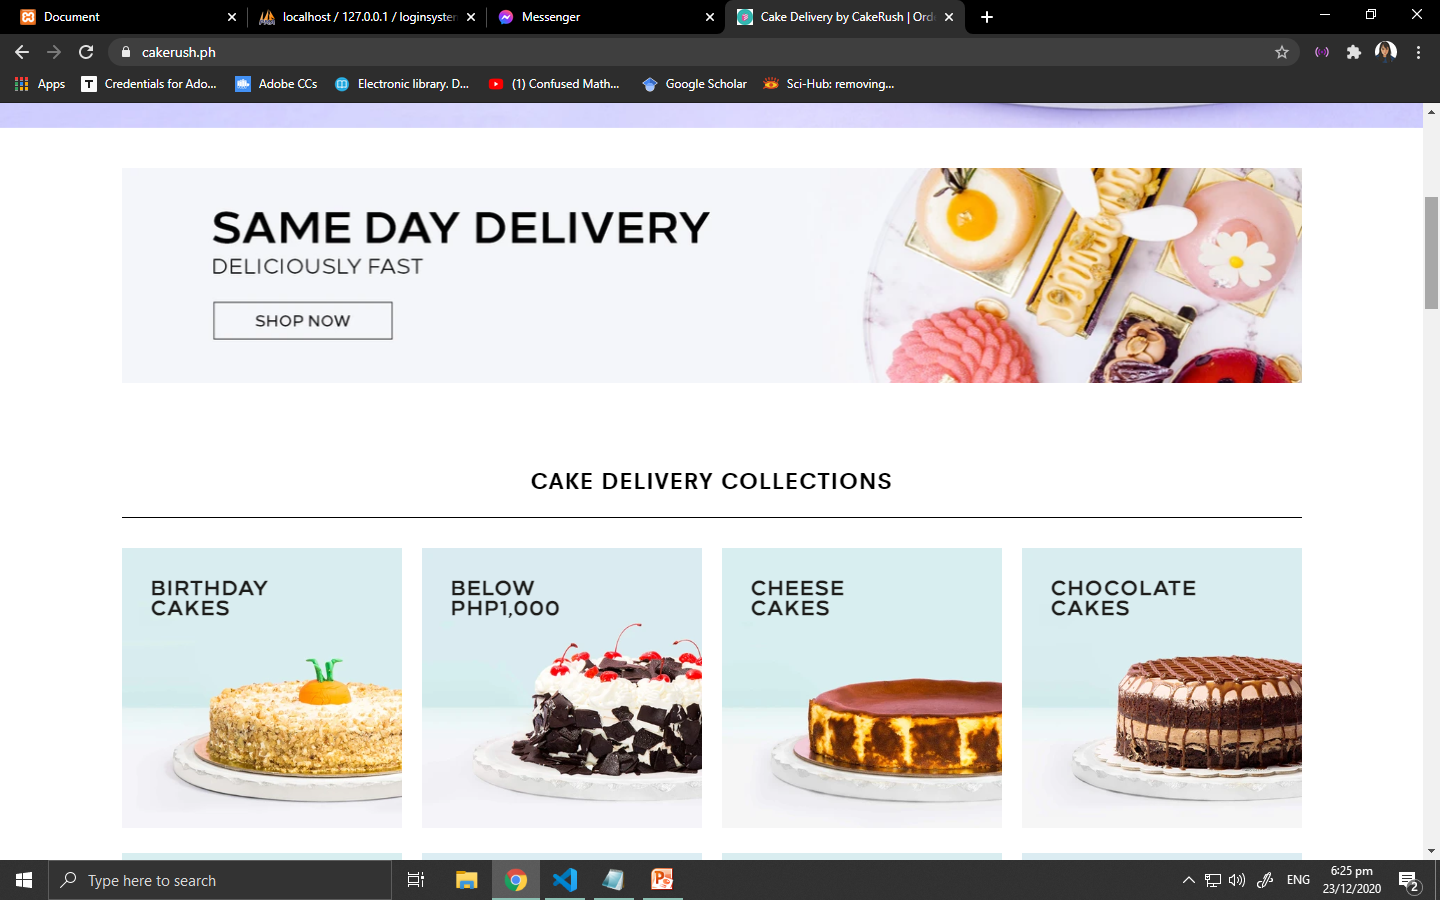 Document
localhost / 127.0.0.1 / loginsystem
Messenger
Cake Delivery by CakeRush | Orde
cakerush.ph
Apps
Credentials for Ado...
Adobe CCs
Electronic library. D...
(1) Confused Math...
Google Scholar
Sci-Hub: removing...
SAME DAY DELIVERY
DELICIOUSLY FAST
SHOP NOW
CAKE DELIVERY COLLECTIONS
BIRTHDAY
CAKES
BELOW
PHP1,000
CHEESE
CAKES
CHOCOLATE
CAKES
Type here to search
ENG
6:25 pm
23/12/2020
2